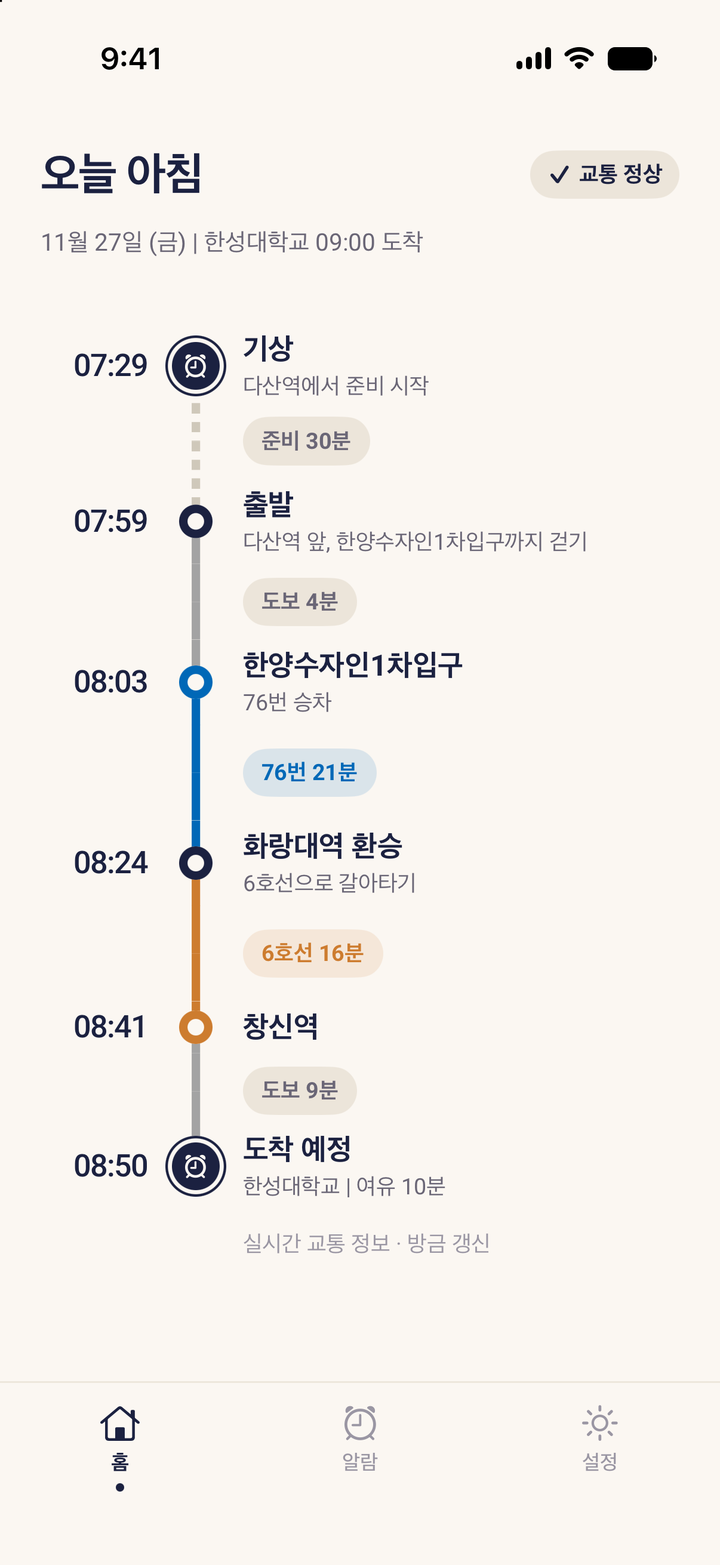 9:41
오늘 아침
교통 정상
11월 27일 (금) | 한성대학교 09:00 도착
07:29
기상
다산역에서 준비 시작
준비 30분
07:59
출발
다산역 앞, 한양수자인1차입구까지 걷기
도보 4분
08:03
한양수자인1차입구
76번 승차
76번 21분
08:24
화랑대역 환승
6호선으로 갈아타기
6호선 16분
08:41
창신역
도보 9분
08:50
도착 예정
한성대학교 | 여유 10분
실시간 교통 정보 · 방금 갱신
홈
알람
설정